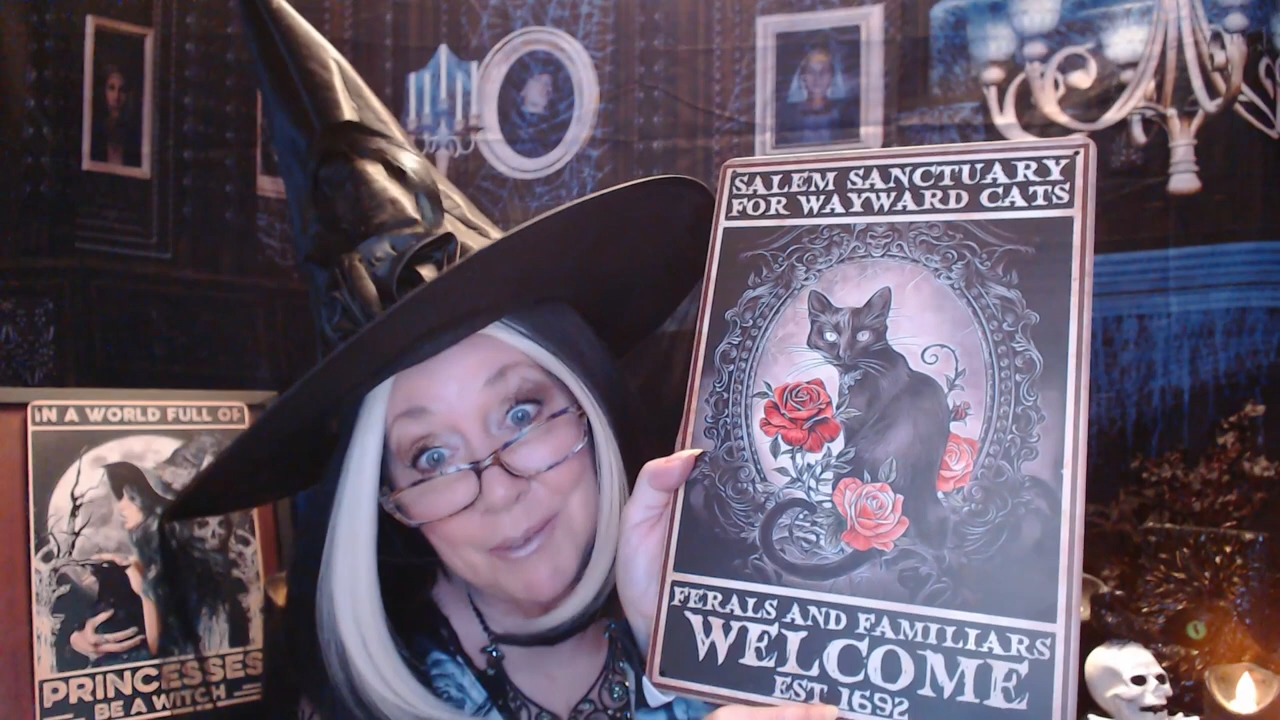 SALEM SANCTUARY
FOR WAYWARD CATS
FERALS AND FAMILIARS
WELCOME
EST 1692
IN A WORLD FULL OF
PRINCESSES
BE A WITCH